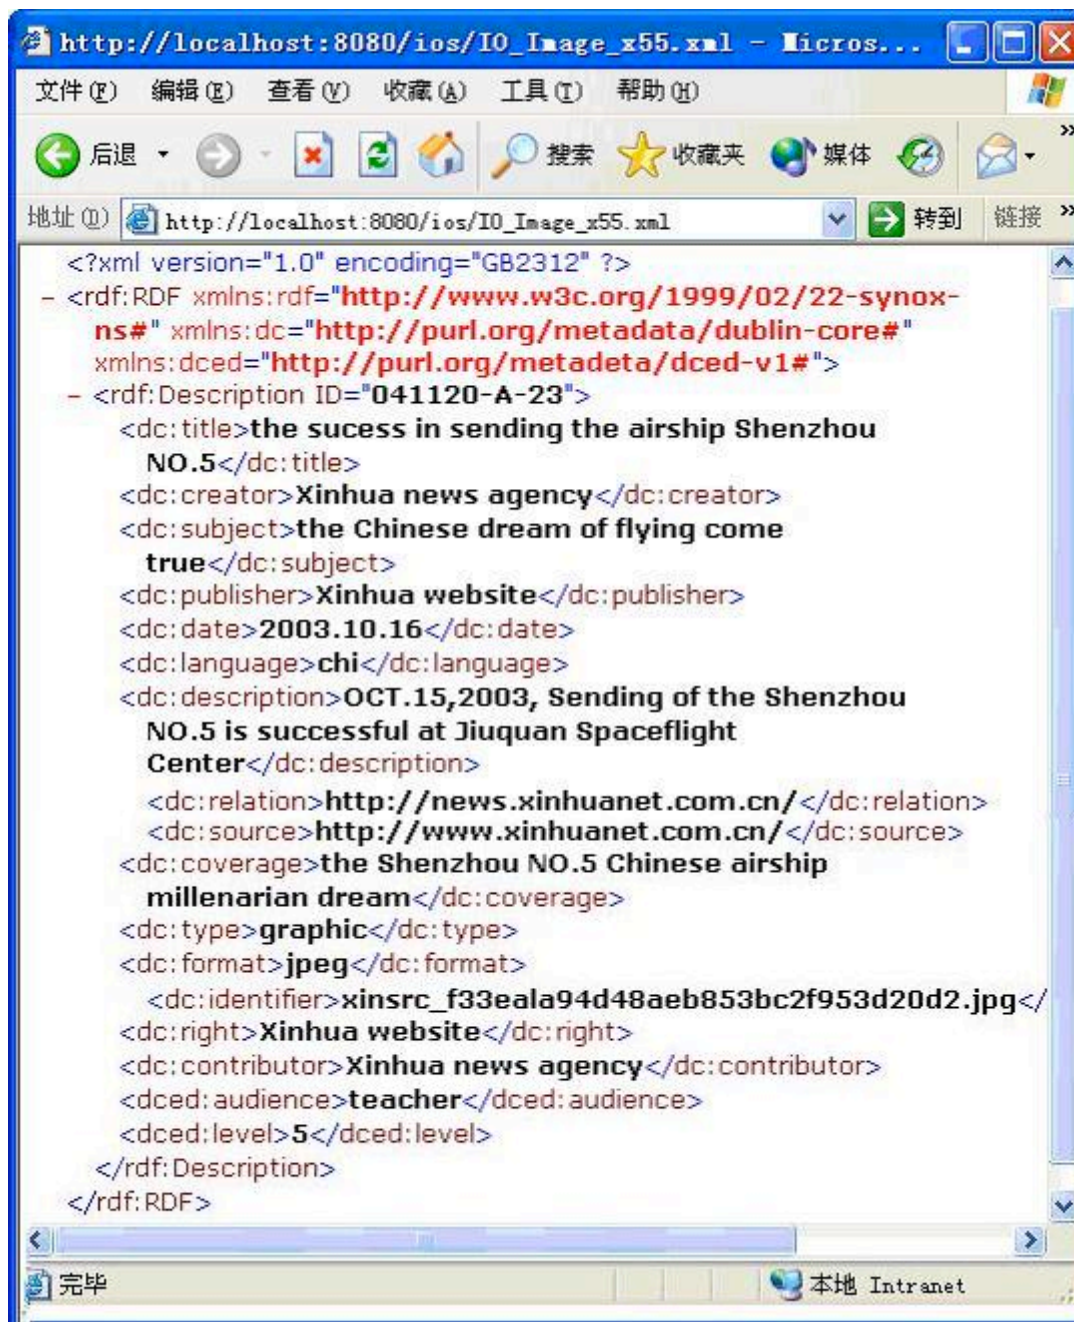 http://localhost:8080/ios/IO_Image_x55.xml - Micros...
文件(F) 编辑(E) 查看(V) 收藏(A) 工具(T) 帮助(H)
后退 搜索 收藏夹 媒体 »
地址(D) http://localhost:8080/ios/IO_Image_x55.xml 转到 链接 »
<?xml version="1.0" encoding="GB2312" ?>
- <rdf:RDF xmlns:rdf="http://www.w3c.org/1999/02/22-synox-
ns#" xmlns:dc="http://purl.org/metadata/dublin-core#"
xmlns:dced="http://purl.org/metadeta/dced-v1#">
- <rdf:Description ID="041120-A-23">
<dc:title>the sucess in sending the airship Shenzhou
NO.5</dc:title>
<dc:creator>Xinhua news agency</dc:creator>
<dc:subject>the Chinese dream of flying come
true</dc:subject>
<dc:publisher>Xinhua website</dc:publisher>
<dc:date>2003.10.16</dc:date>
<dc:language>chi</dc:language>
<dc:description>OCT.15,2003, Sending of the Shenzhou
NO.5 is successful at Jiuquan Spaceflight
Center</dc:description>
<dc:relation>http://news.xinhuanet.com.cn/</dc:relation>
<dc:source>http://www.xinhuanet.com.cn/</dc:source>
<dc:coverage>the Shenzhou NO.5 Chinese airship
millenarian dream</dc:coverage>
<dc:type>graphic</dc:type>
<dc:format>jpeg</dc:format>
<dc:identifier>xinsrc_f33eala94d48aeb853bc2f953d20d2.jpg</
<dc:right>Xinhua website</dc:right>
<dc:contributor>Xinhua news agency</dc:contributor>
<dced:audience>teacher</dced:audience>
<dced:level>5</dced:level>
</rdf:Description>
</rdf:RDF>
完毕 本地 Intranet